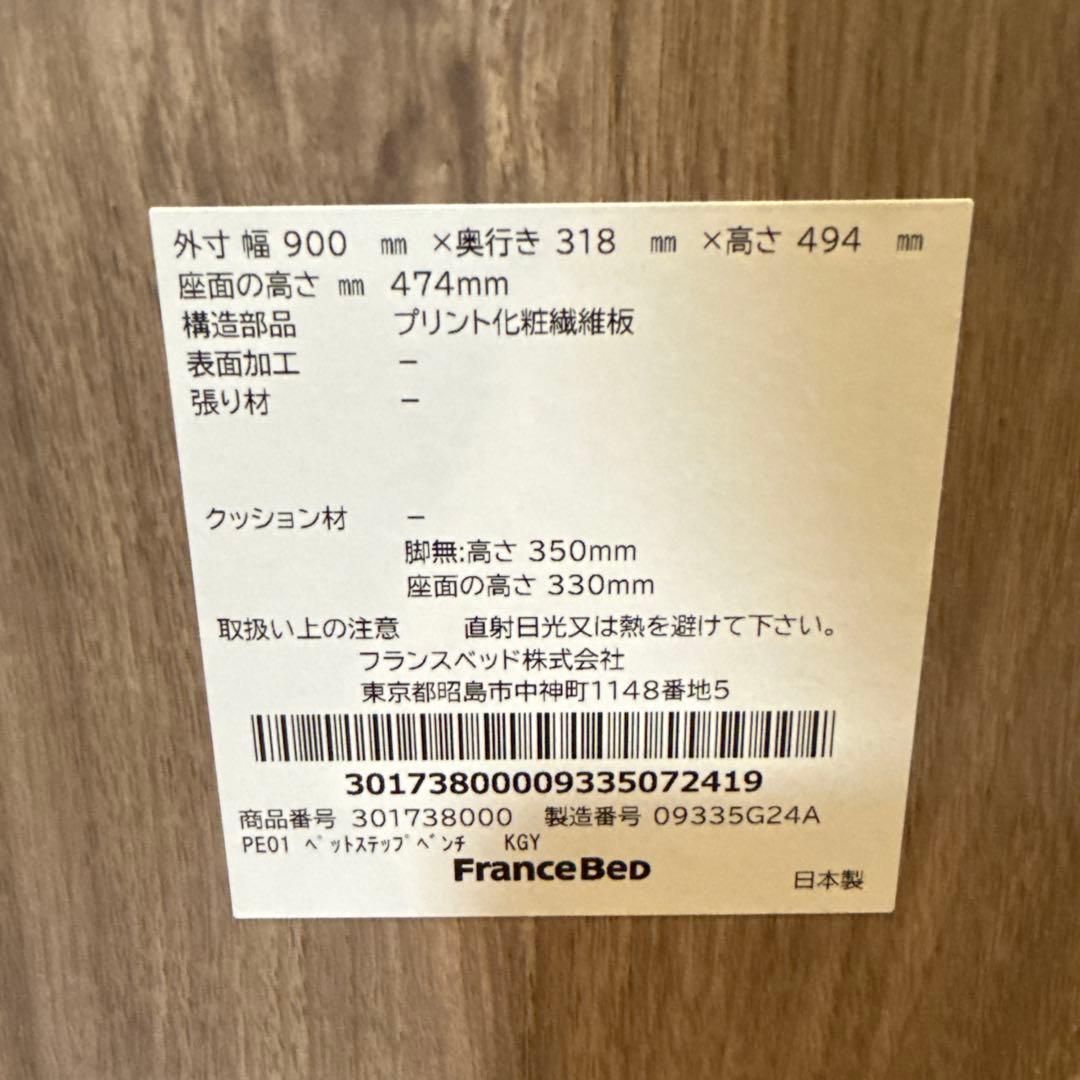 外寸 幅 900 ㎜ ×奥行き 318 ㎜ ×高さ 494 ㎜
座面の高さ ㎜ 474mm
構造部品 プリント化粧繊維板
表面加工 −
張り材 −
クッション材 −
脚無:高さ 350mm
座面の高さ 330mm
取扱い上の注意 直射日光又は熱を避けて下さい。
フランスベッド株式会社
東京都昭島市中神町1148番地5
30173800009335072419
商品番号 301738000 製造番号 09335G24A
PE01 ﾍﾟｯﾄｽﾃｯﾌﾟﾍﾞﾝﾁ KGY
FranceBeD
日本製